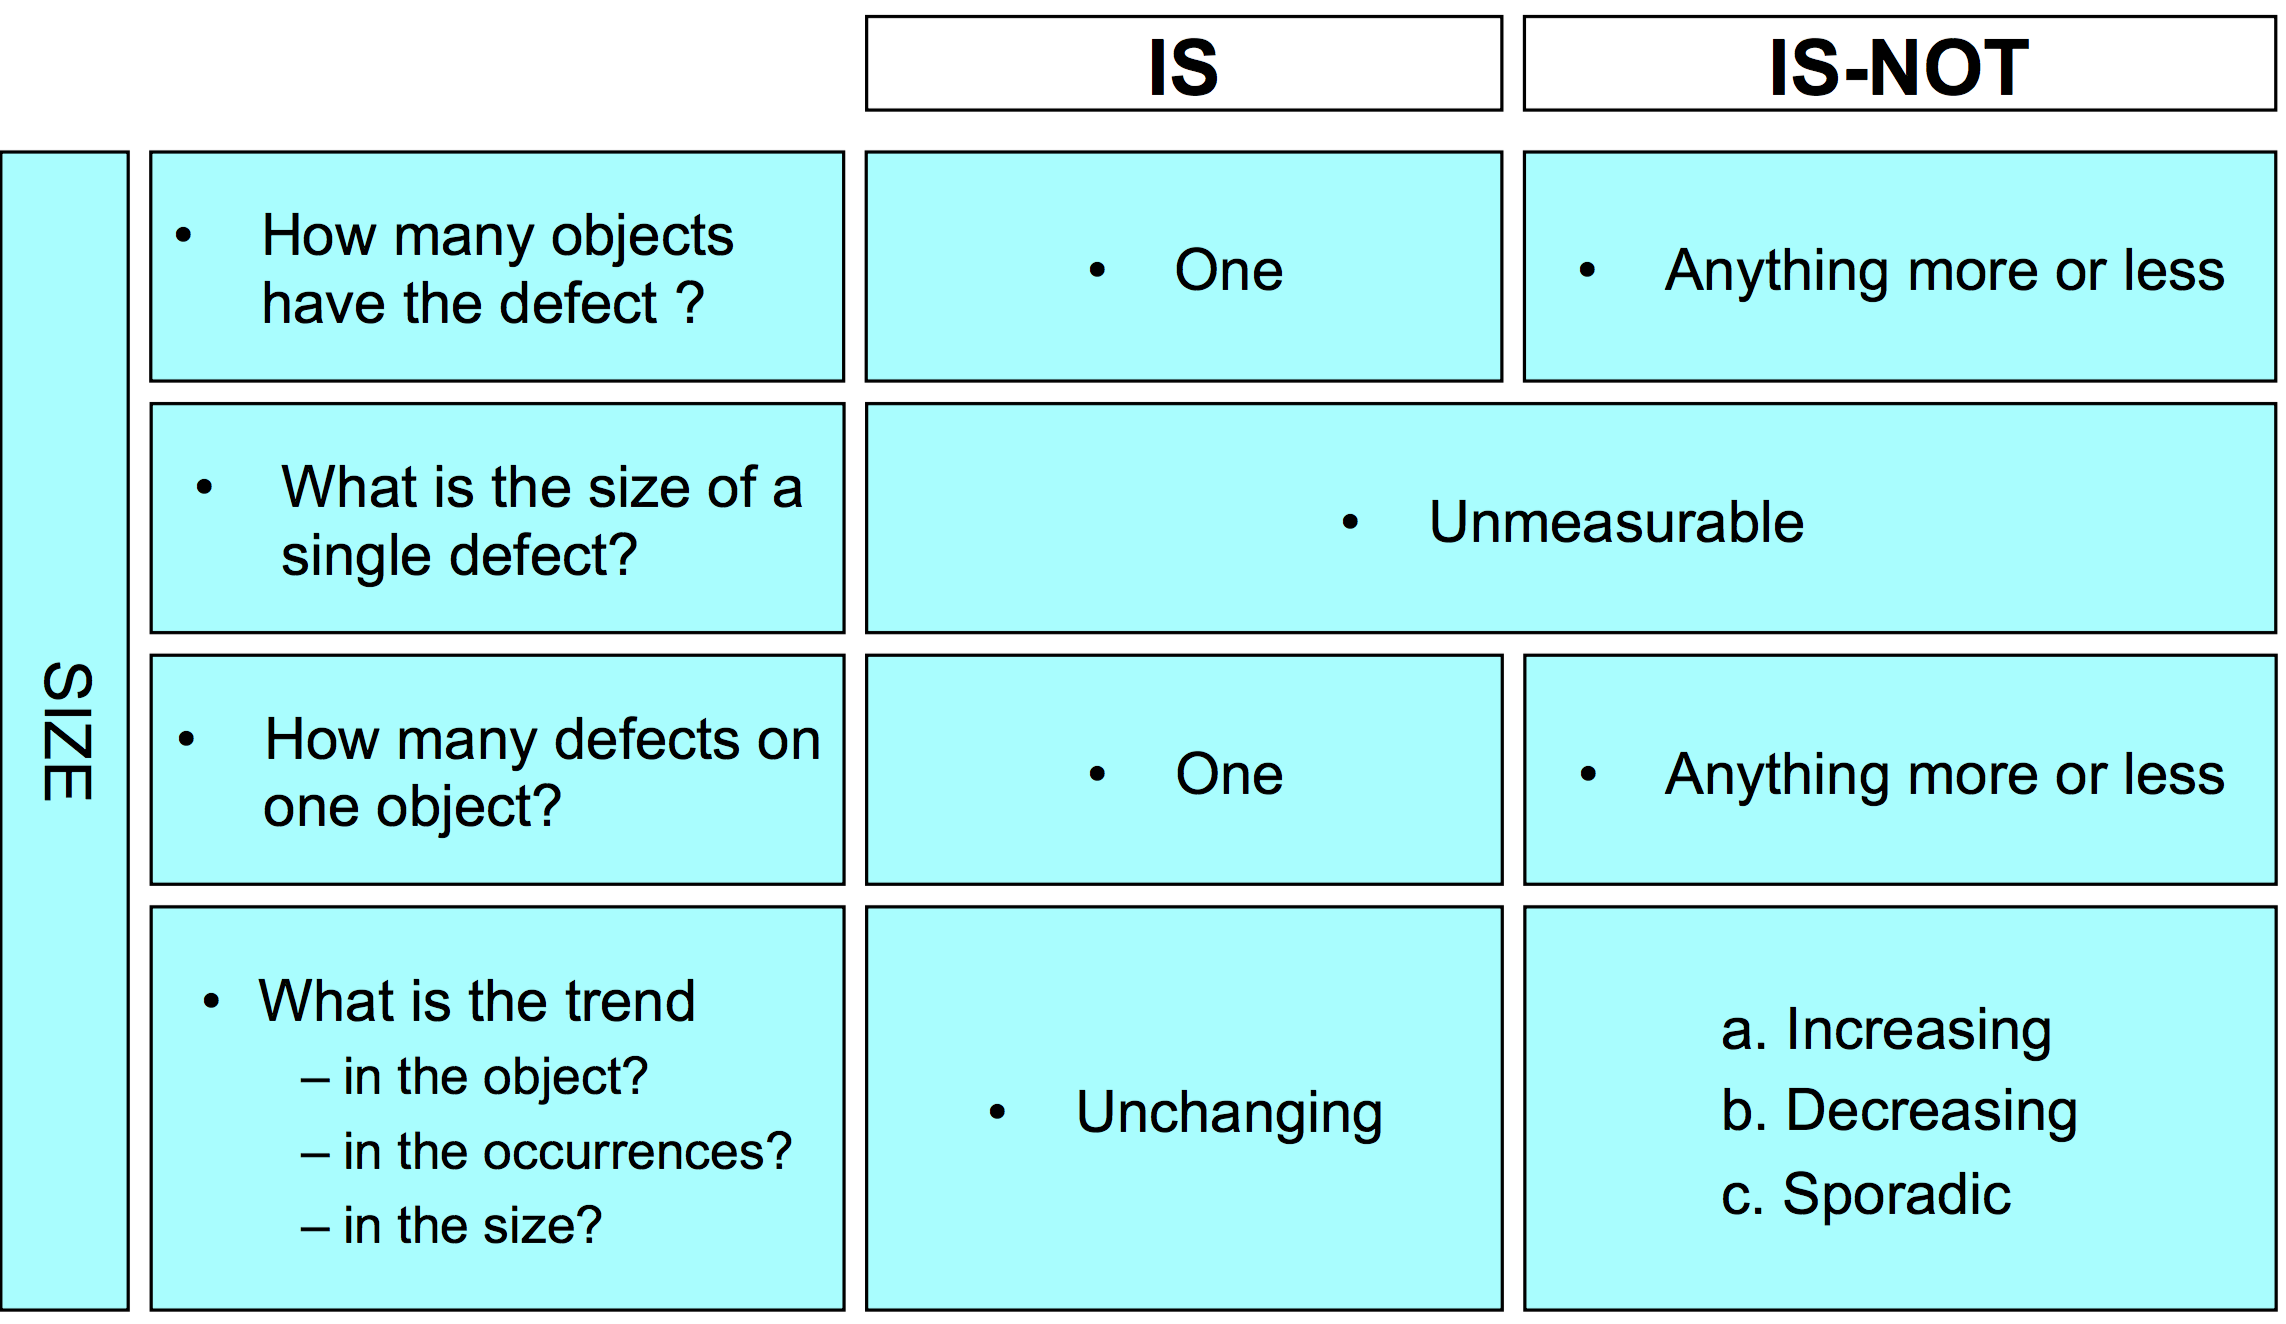 IS
IS-NOT
SIZE
• How many objects
have the defect ?
• One
• Anything more or less
• What is the size of a
single defect?
• Unmeasurable
• How many defects on
one object?
• One
• Anything more or less
• What is the trend
– in the object?
– in the occurrences?
– in the size?
• Unchanging
a. Increasing
b. Decreasing
c. Sporadic